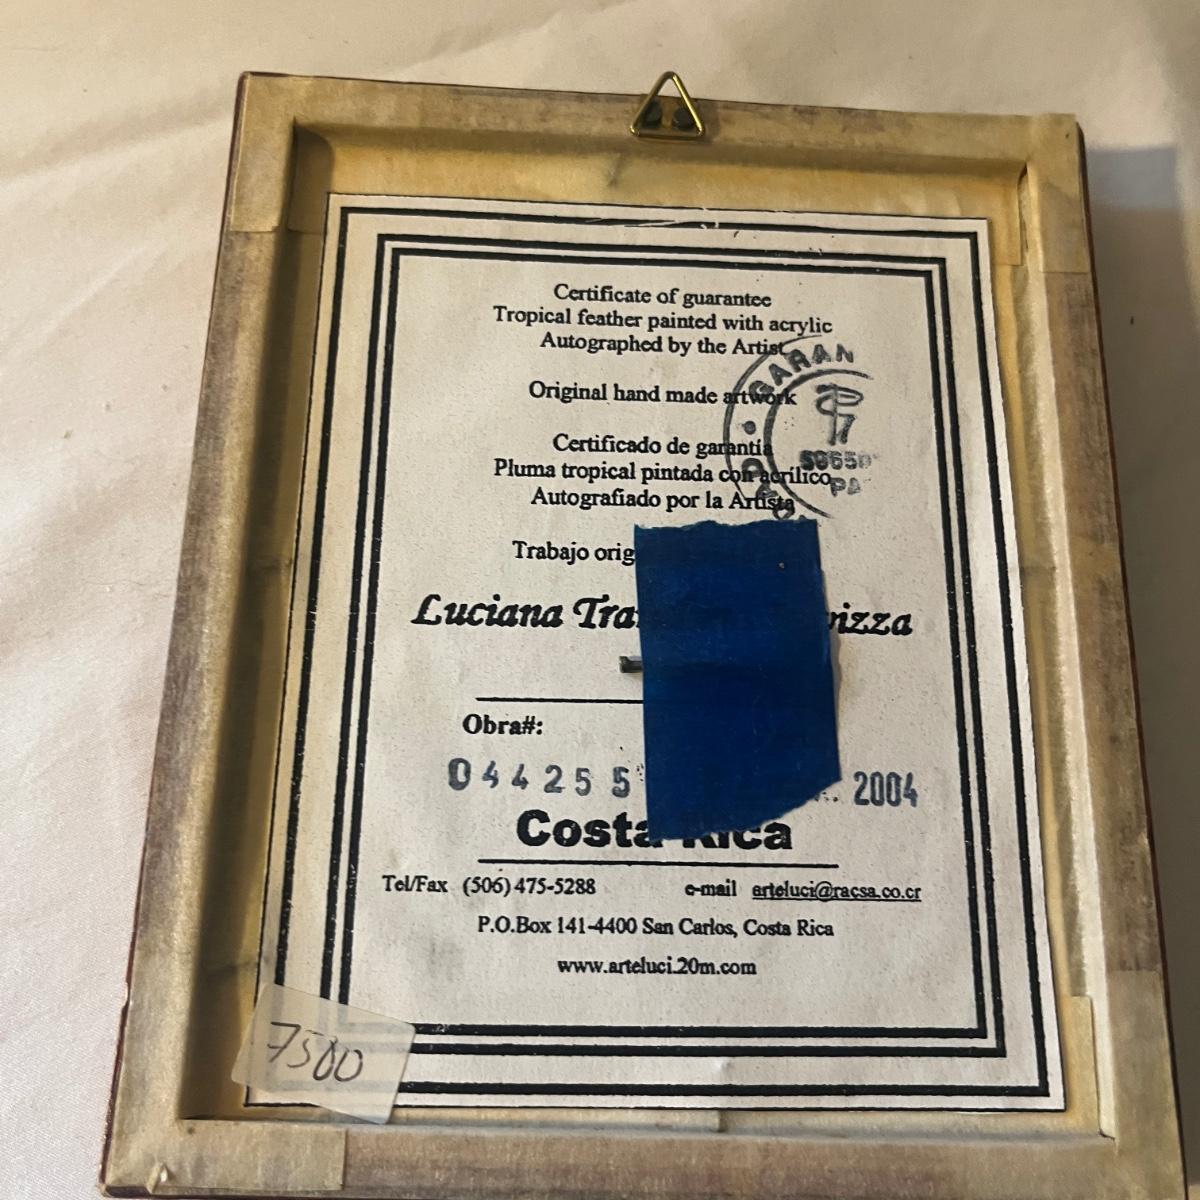 Certificate of guarantee
Tropical feather painted with acrylic
Autographed by the Artist
Original hand made artwork
Certificado de garantía
Pluma tropical pintada con acrílico
Autografiado por la Artista
Trabajo orig
Luciana Tra vizza
Obra#:
044255 2004
Costa Rica
Tel/Fax (506) 475-5288 e-mail arteluci@racsa.co.cr
P.O.Box 141-4400 San Carlos, Costa Rica
www.arteluci.20m.com
7500
GARAN